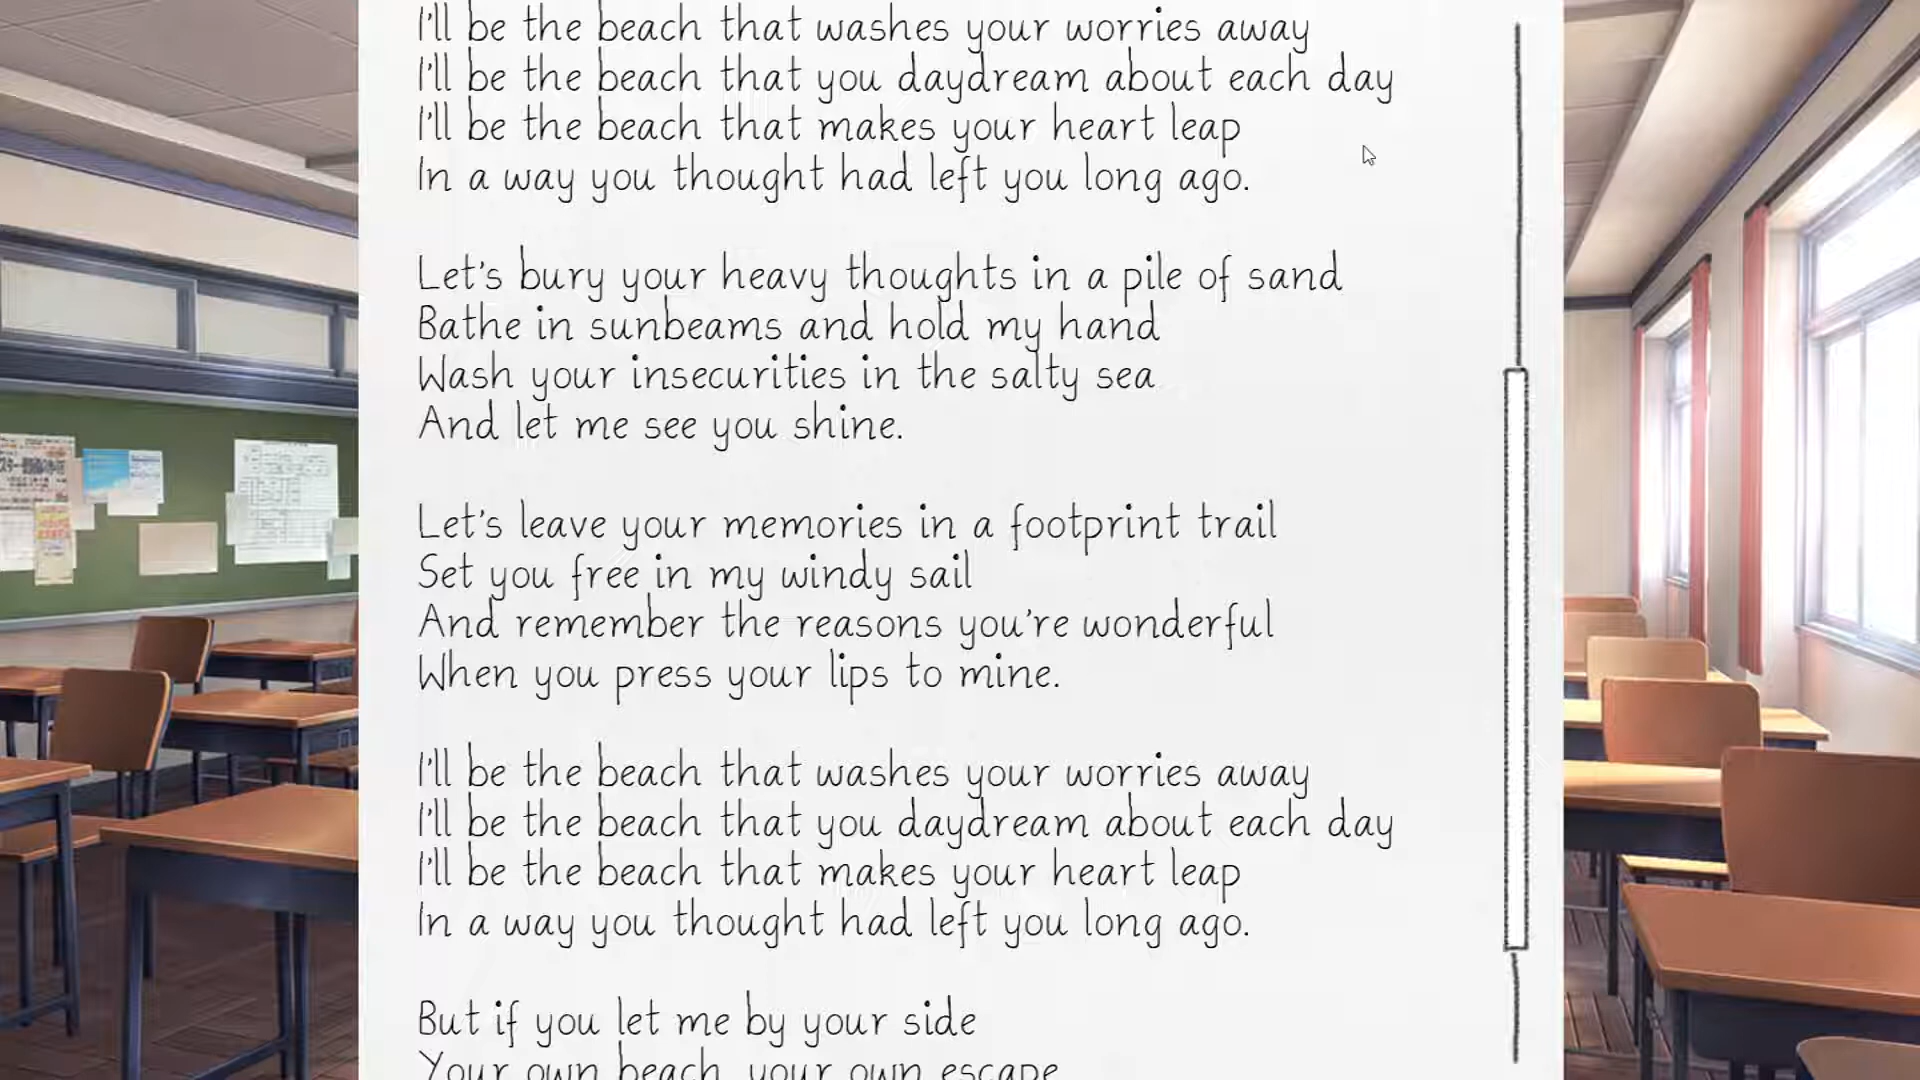 I'll be the beach that washes your worries away
I'll be the beach that you daydream about each day
I'll be the beach that makes your heart leap
In a way you thought had left you long ago.
Let's bury your heavy thoughts in a pile of sand
Bathe in sunbeams and hold my hand
Wash your insecurities in the salty sea
And let me see you shine.
Let's leave your memories in a footprint trail
Set you free in my windy sail
And remember the reasons you're wonderful
When you press your lips to mine.
I'll be the beach that washes your worries away
I'll be the beach that you daydream about each day
I'll be the beach that makes your heart leap
In a way you thought had left you long ago.
But if you let me by your side
Your own beach, your own escape